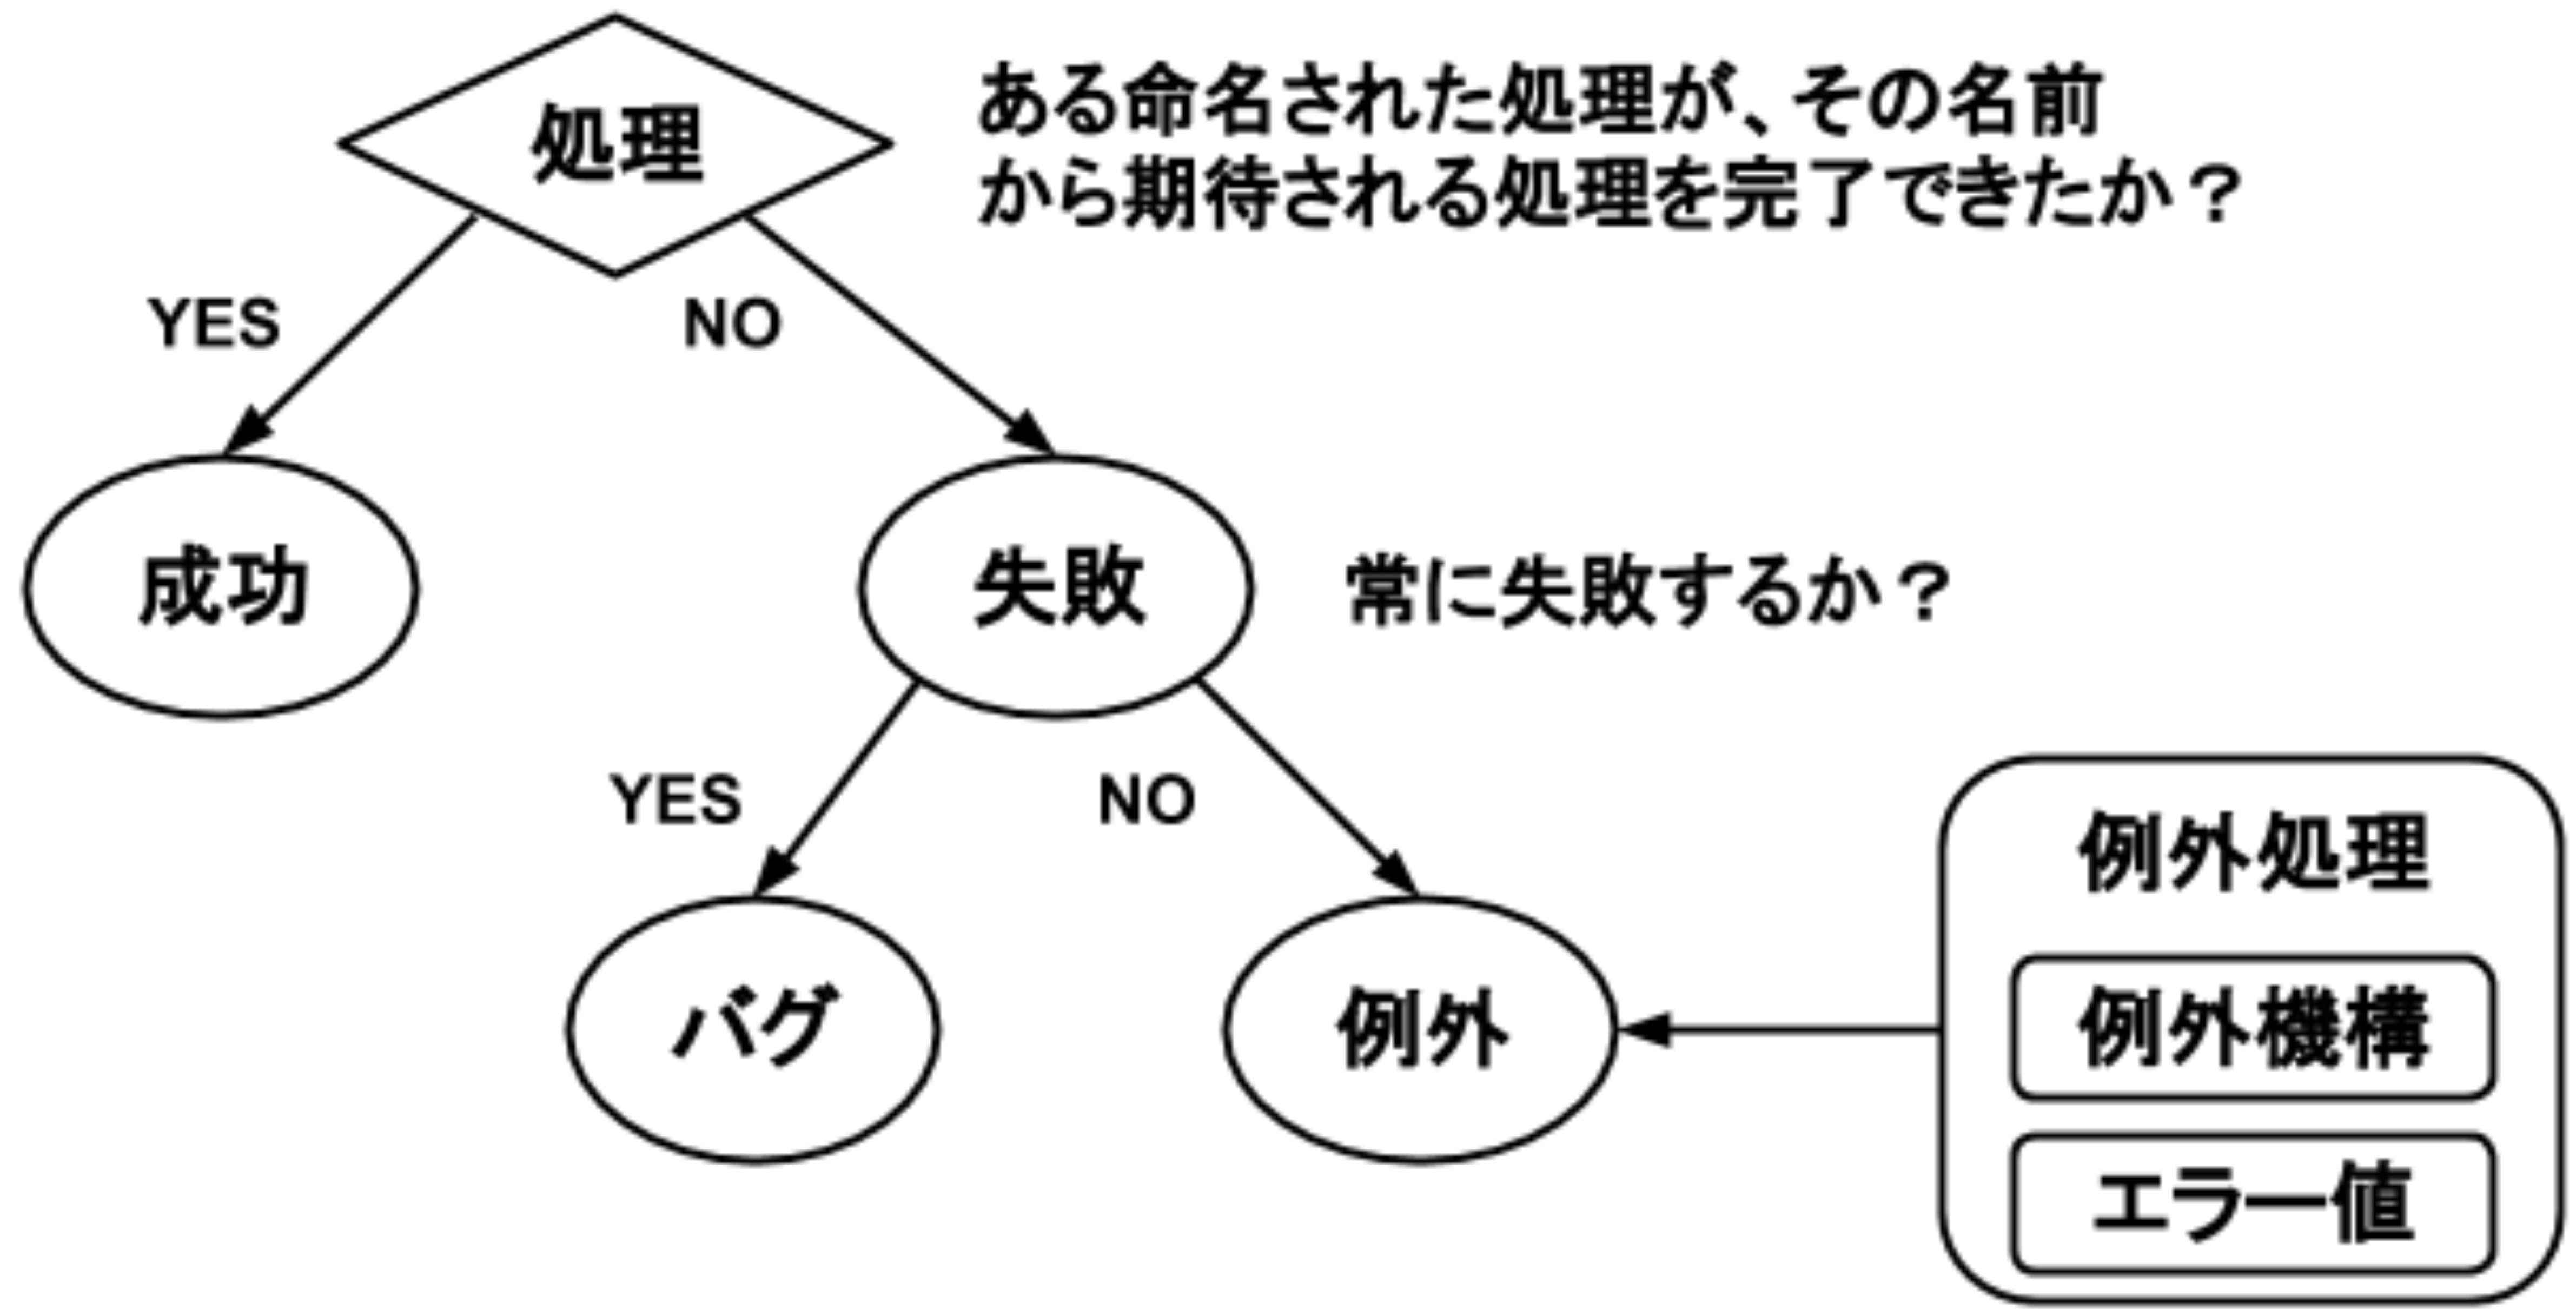 処理
ある命名された処理が、その名前
から期待される処理を完了できたか？
YES
NO
成功
失敗
常に失敗するか？
YES
NO
バグ
例外
例外処理
例外機構
エラー値